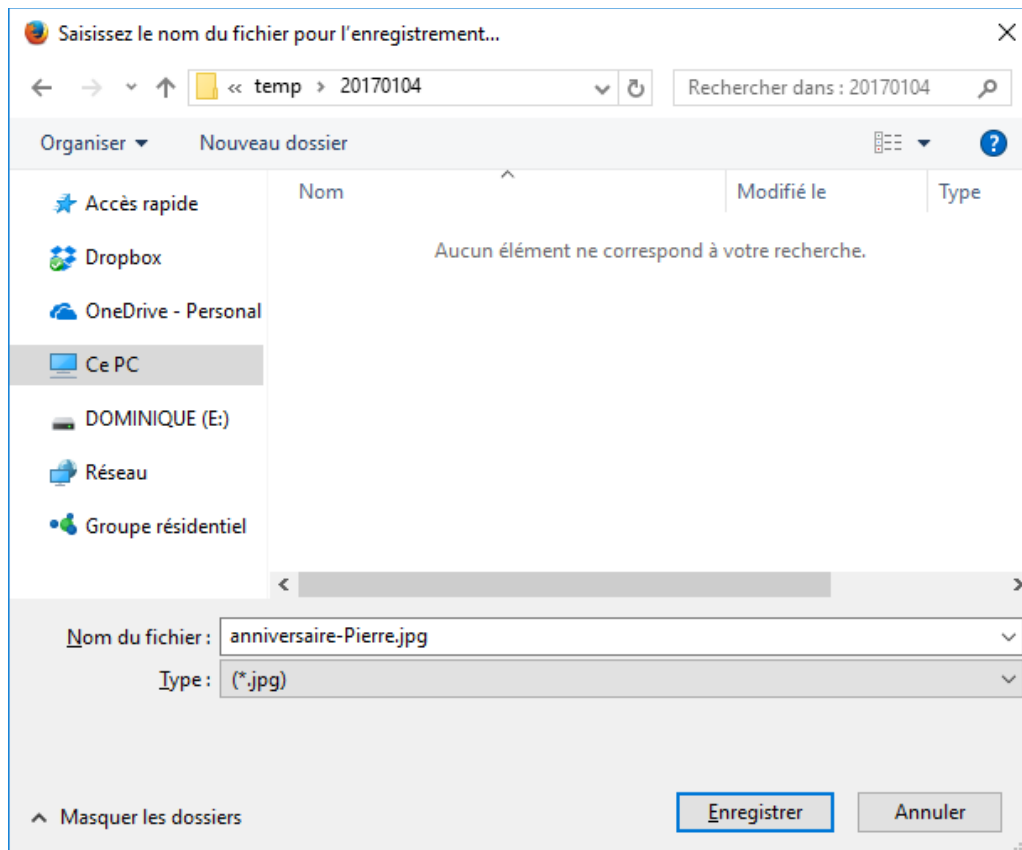 Saisissez le nom du fichier pour l'enregistrement...
« temp > 20170104
Rechercher dans : 20170104
Organiser
Nouveau dossier
Nom
Modifié le
Type
Aucun élément ne correspond à votre recherche.
Accès rapide
Dropbox
OneDrive - Personal
Ce PC
DOMINIQUE (E:)
Réseau
Groupe résidentiel
Nom du fichier : anniversaire-Pierre.jpg
Type : (*.jpg)
Masquer les dossiers
Enregistrer
Annuler